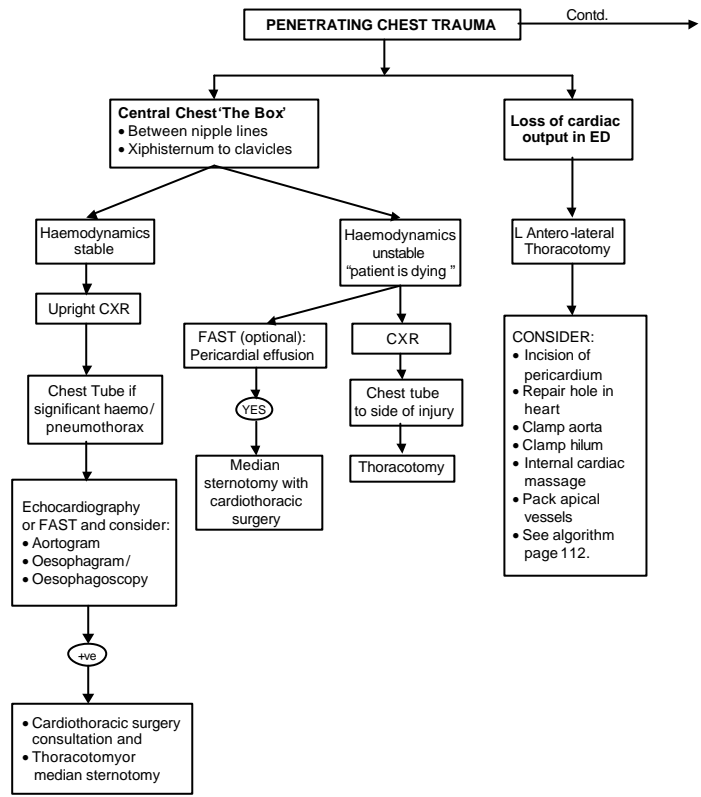 PENETRATING CHEST TRAUMA
Contd.
Central Chest 'The Box'
• Between nipple lines
• Xiphisternum to clavicles
Loss of cardiac
output in ED
Haemodynamics
stable
Haemodynamics
unstable
"patient is dying "
L Antero-lateral
Thoracotomy
Upright CXR
FAST (optional):
Pericardial effusion
CXR
CONSIDER:
• Incision of
pericardium
• Repair hole in
heart
• Clamp aorta
• Clamp hilum
• Internal cardiac
massage
• Pack apical
vessels
• See algorithm
page 112.
Chest Tube if
significant haemo/
pneumothorax
YES
Chest tube
to side of injury
Median
sternotomy with
cardiothoracic
surgery
Thoracotomy
Echocardiography
or FAST and consider:
• Aortogram
• Oesophagram/
• Oesophagoscopy
+ve
• Cardiothoracic surgery
consultation and
• Thoracotomyor
median sternotomy